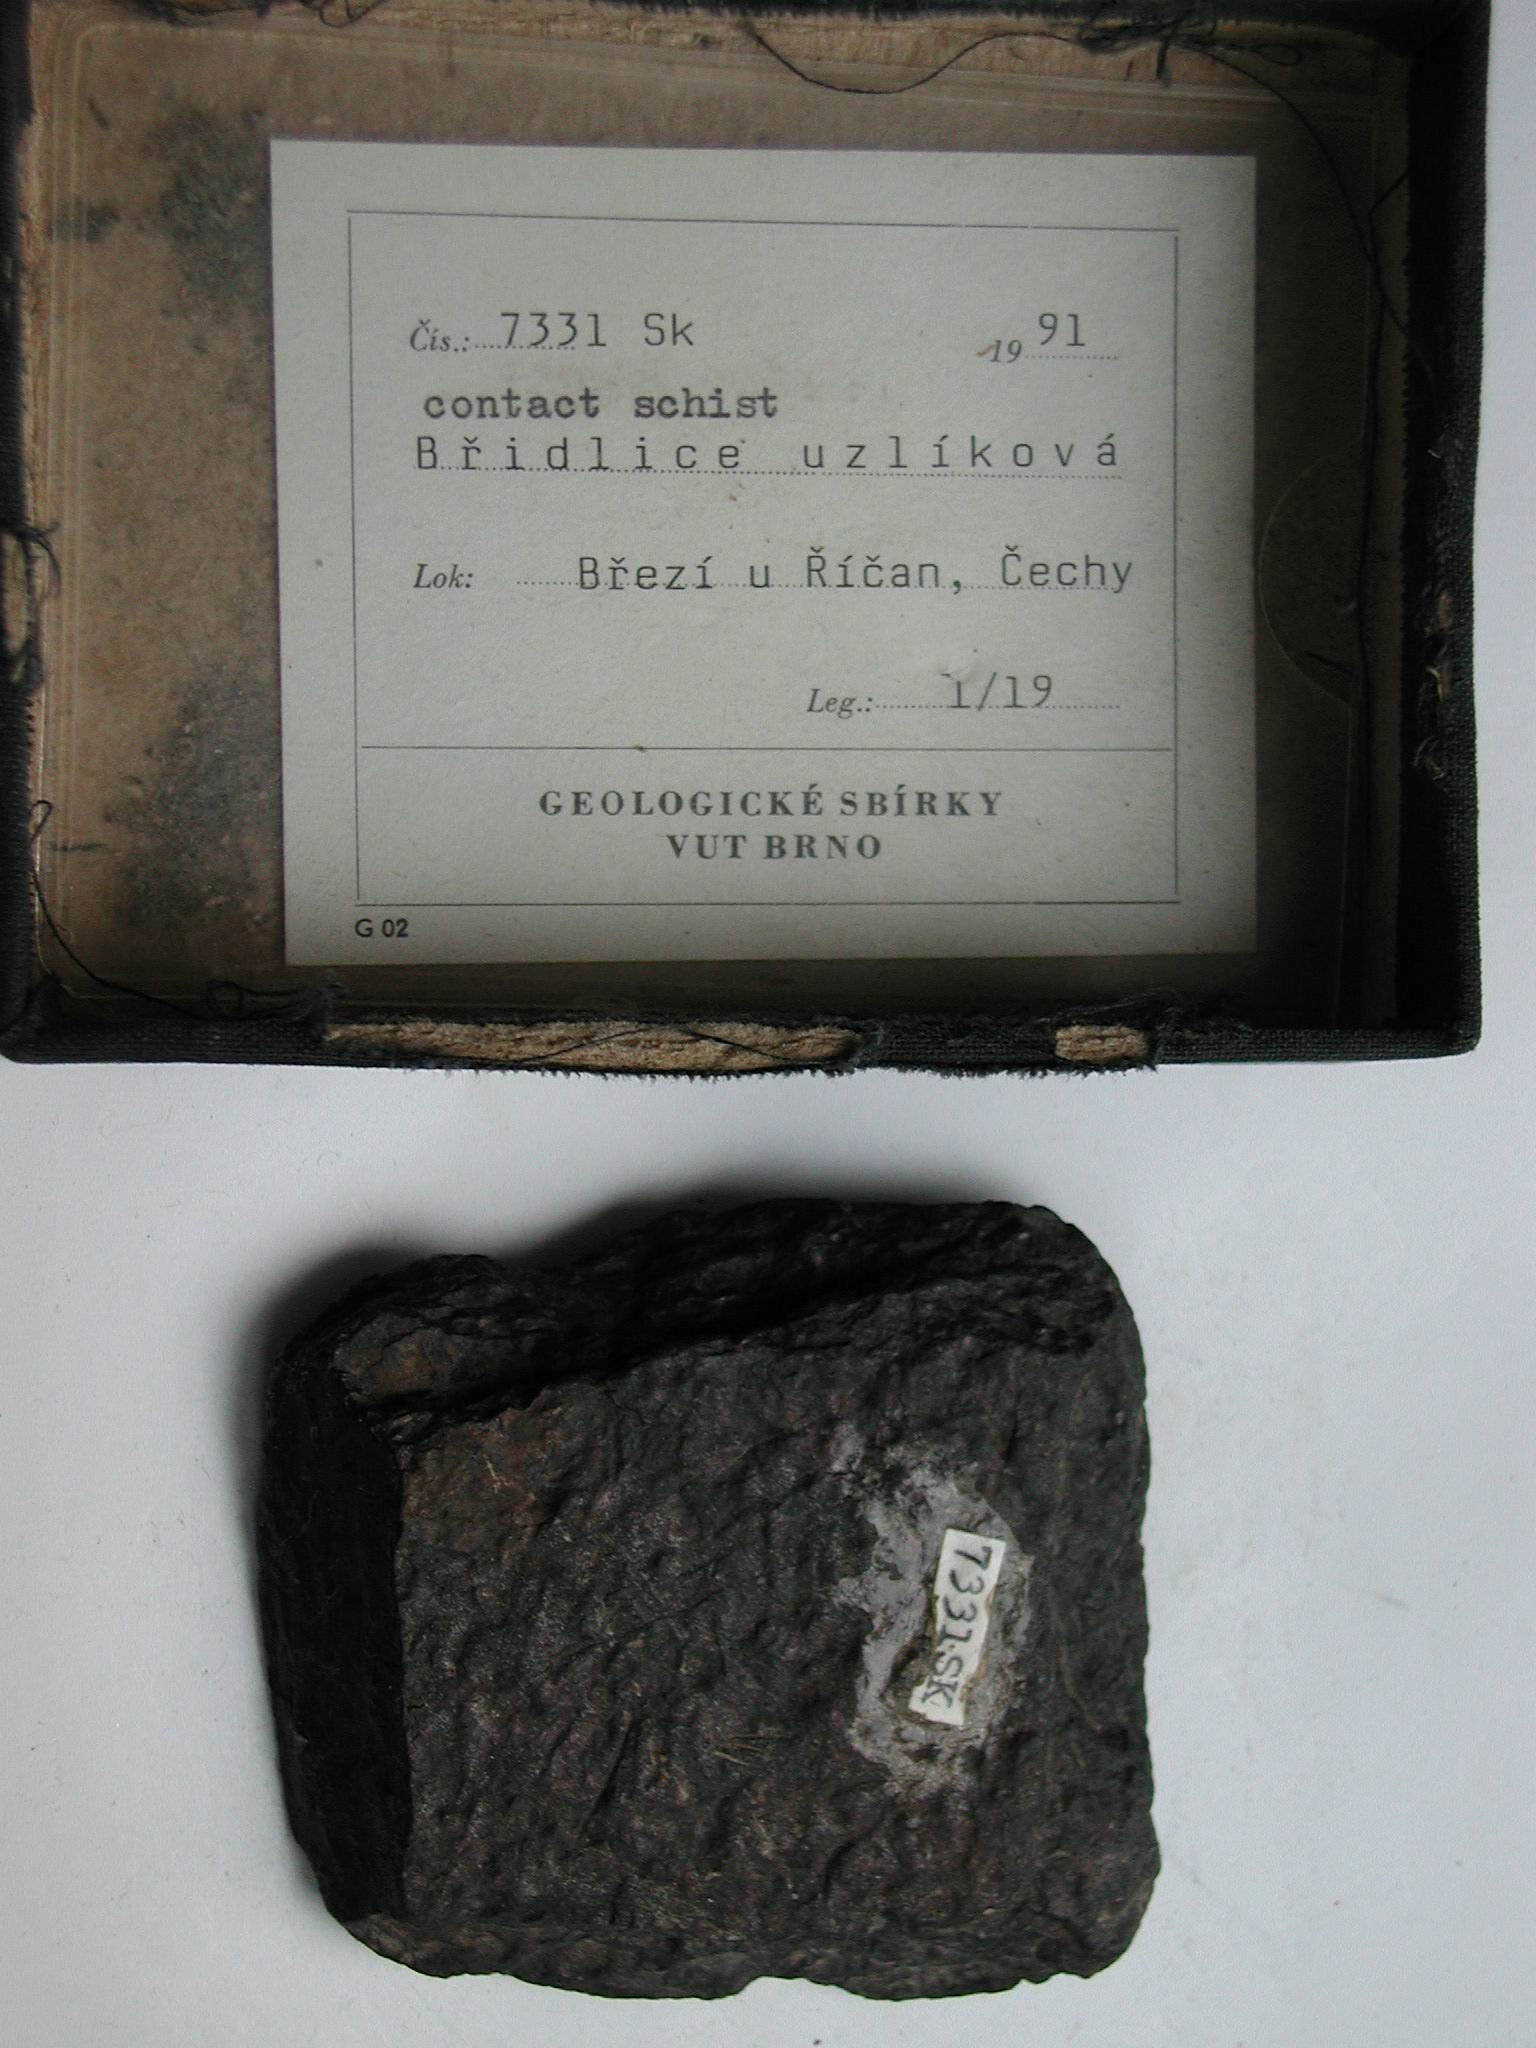 Čís.: 7331 Sk 19 91
contact schist
Břidlice uzlíková
Lok: Březí u Říčan, Čechy
Leg.: 1/19
GEOLOGICKÉ SBÍRKY
VUT BRNO
G 02
7331 SK